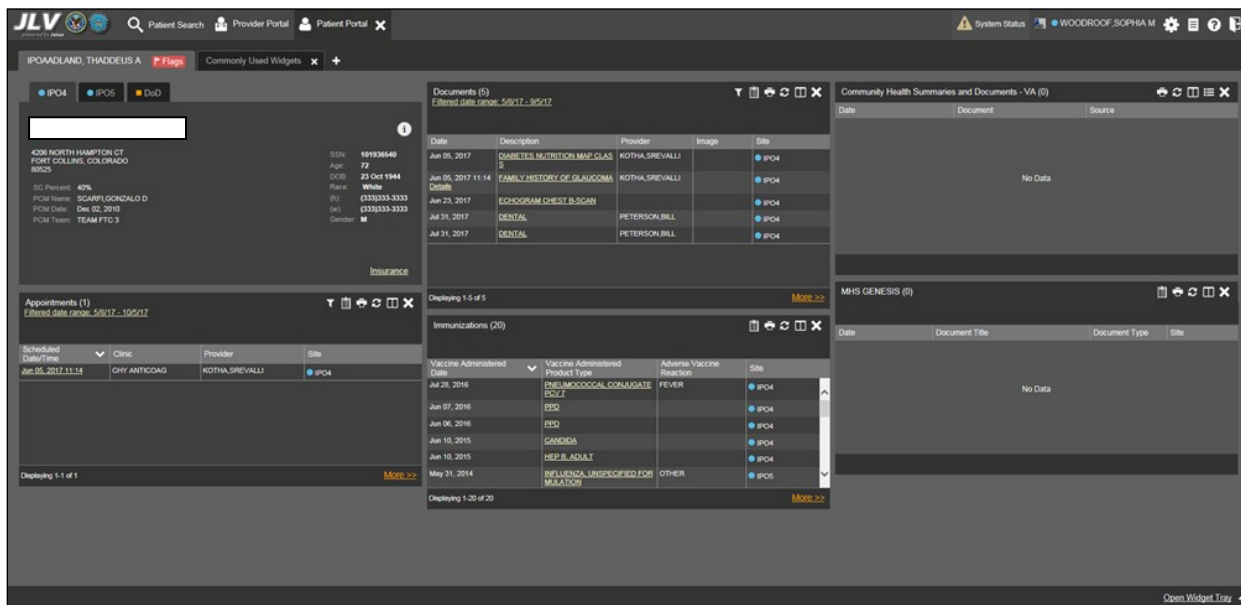 JLV Patient Search Provider Portal Patient Portal System Status WOODROOF,SOPHIA M
IPOAADLAND, THADDEUS A Flags Commonly Used Widgets
IPO4 IPO5 DoD
4206 NORTH HAMPTON CT
FORT COLLINS, COLORADO
80525
SC Percent: 40%
PCM Name: SCARFI,GONZALO D
PCM Date: Dec 02, 2010
PCM Team: TEAM FTC 3
SSN: 101936540
Age: 72
DOB: 23 Oct 1944
Race: White
(h): (333)333-3333
(w): (333)333-3333
Gender: M
Insurance
Appointments (1)
Filtered date range: 5/8/17 - 10/5/17
Scheduled Date/Time Clinic Provider Site
Jun 05, 2017 11:14 CHY ANTICOAG KOTHA,SREVALLI IPO4
Displaying 1-1 of 1 More >>
Documents (5)
Filtered date range: 5/8/17 - 9/5/17
Date Description Provider Image Site
Jun 05, 2017 DIABETES NUTRITION MAP CLAS KOTHA,SREVALLI IPO4
S
Jun 05, 2017 11:14 FAMILY HISTORY OF GLAUCOMA KOTHA,SREVALLI IPO4
Details
Jun 23, 2017 ECHOGRAM CHEST B-SCAN IPO4
Jul 31, 2017 DENTAL PETERSON,BILL IPO4
Jul 31, 2017 DENTAL PETERSON,BILL IPO4
Displaying 1-5 of 5 More >>
Immunizations (20)
Vaccine Administered Vaccine Administered Adverse Vaccine Site
Date Product Type Reaction
Jul 28, 2016 PNEUMOCOCCAL CONJUGATE FEVER IPO4
PCV 7
Jun 07, 2016 PPD IPO4
Jun 06, 2016 PPD IPO4
Jun 10, 2015 CANDIDA IPO4
Jun 10, 2015 HEP B, ADULT IPO4
May 31, 2014 INFLUENZA, UNSPECIFIED FOR OTHER IPO5
MULATION
Displaying 1-20 of 20 More >>
Community Health Summaries and Documents - VA (0)
Date Document Source
No Data
MHS GENESIS (0)
Date Document Title Document Type Site
No Data
Open Widget Tray